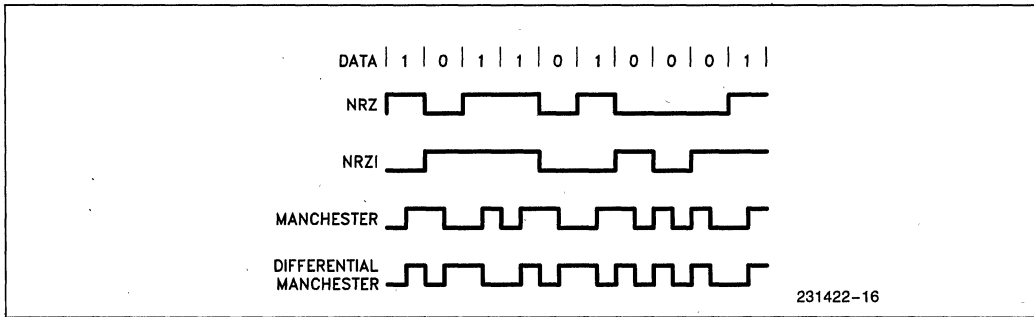 DATA | 1 | 0 | 1 | 1 | 0 | 1 | 0 | 0 | 0 | 1 |
NRZ
NRZI
MANCHESTER
DIFFERENTIAL
MANCHESTER
231422-16